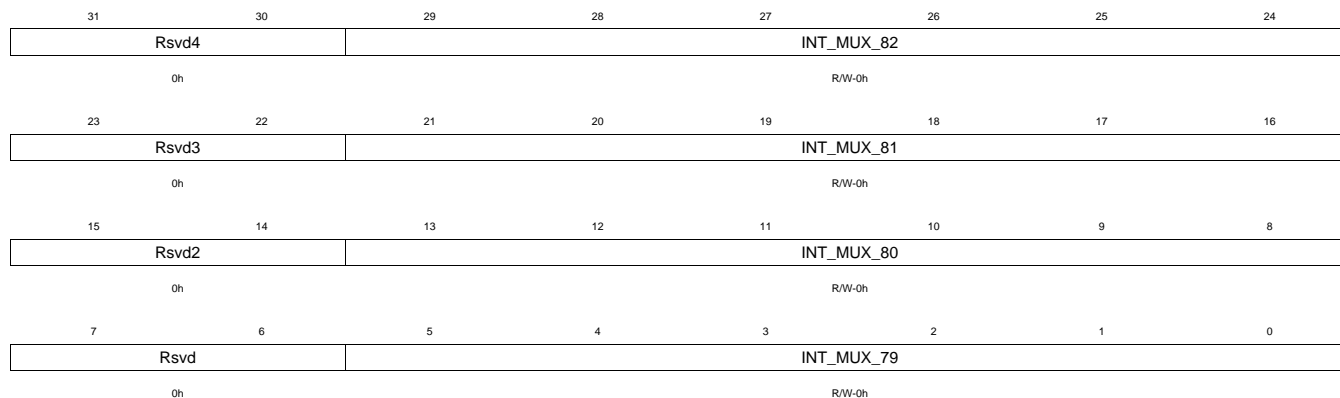 31 30 29 28 27 26 25 24
Rsvd4 INT_MUX_82
0h R/W-0h
23 22 21 20 19 18 17 16
Rsvd3 INT_MUX_81
0h R/W-0h
15 14 13 12 11 10 9 8
Rsvd2 INT_MUX_80
0h R/W-0h
7 6 5 4 3 2 1 0
Rsvd INT_MUX_79
0h R/W-0h